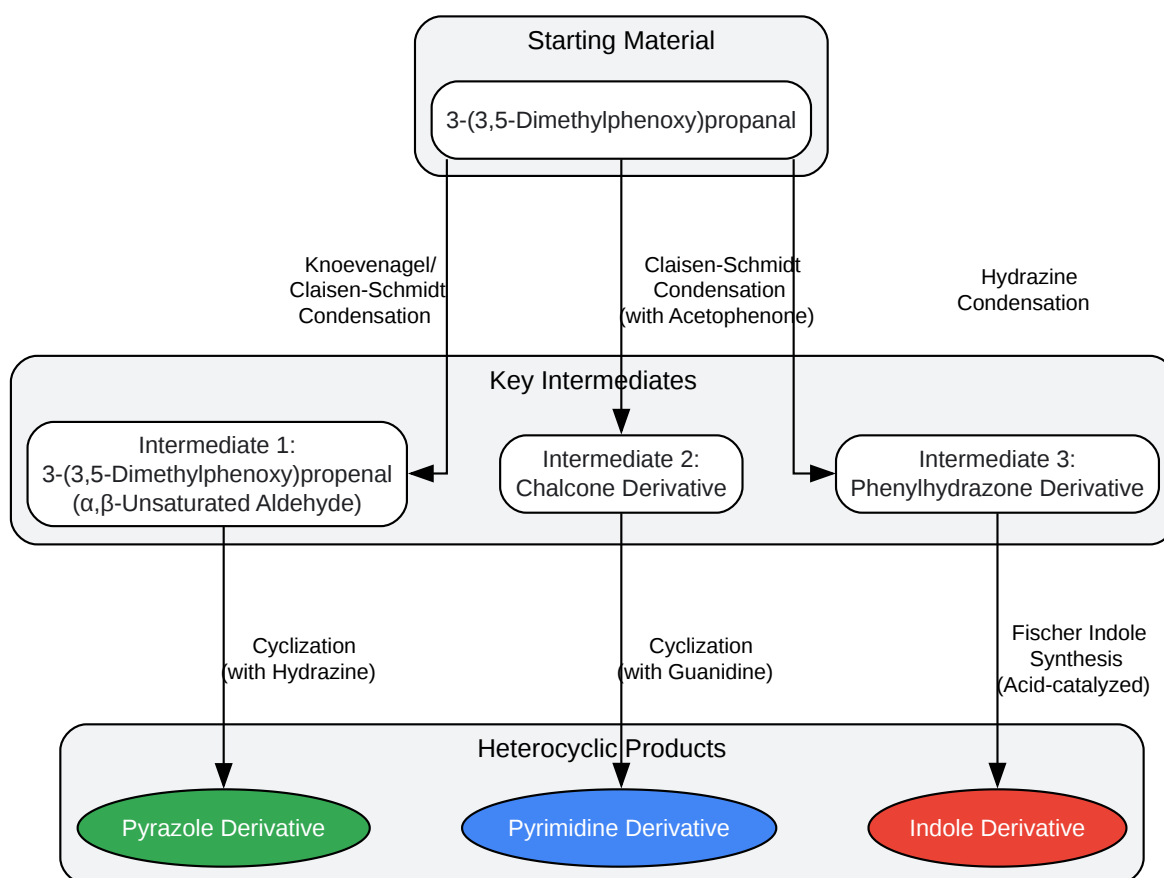 Starting Material
3-(3,5-Dimethylphenoxy)propanal
Knoevenagel/
Claisen-Schmidt
Condensation
Claisen-Schmidt
Condensation
(with Acetophenone)
Hydrazine
Condensation
Key Intermediates
Intermediate 1:
3-(3,5-Dimethylphenoxy)propenal
(α,β-Unsaturated Aldehyde)
Intermediate 2:
Chalcone Derivative
Intermediate 3:
Phenylhydrazone Derivative
Cyclization
(with Hydrazine)
Cyclization
(with Guanidine)
Fischer Indole
Synthesis
(Acid-catalyzed)
Heterocyclic Products
Pyrazole Derivative
Pyrimidine Derivative
Indole Derivative